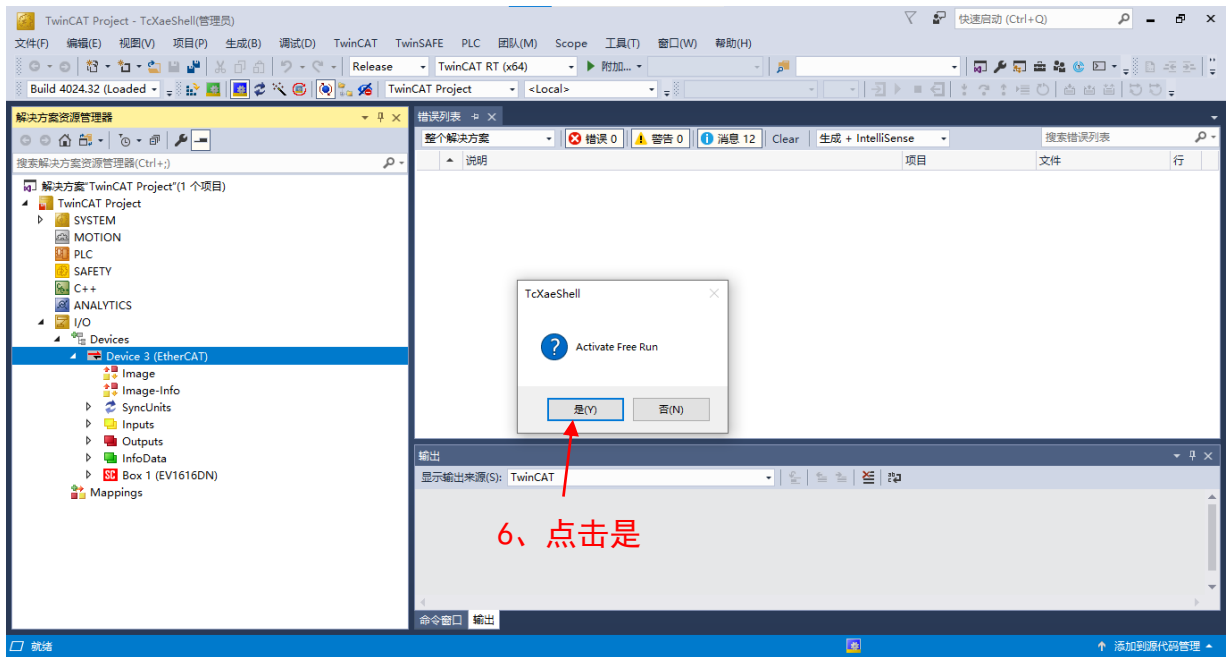 TwinCAT Project - TcXaeShell(管理员)
快速启动 (Ctrl+Q)
文件(F) 编辑(E) 视图(V) 项目(P) 生成(B) 调试(D) TwinCAT TwinSAFE PLC 团队(M) Scope 工具(T) 窗口(W) 帮助(H)
Release TwinCAT RT (x64) 附加...
Build 4024.32 (Loaded TwinCAT Project <Local>
解决方案资源管理器
搜索解决方案资源管理器(Ctrl+;)
解决方案"TwinCAT Project"(1 个项目)
TwinCAT Project
SYSTEM
MOTION
PLC
SAFETY
C++
ANALYTICS
I/O
Devices
Device 3 (EtherCAT)
Image
Image-Info
SyncUnits
Inputs
Outputs
InfoData
SC Box 1 (EV1616DN)
Mappings
错误列表
整个解决方案 错误 0 警告 0 消息 12 Clear 生成 + IntelliSense 搜索错误列表
说明 项目 文件 行
TcXaeShell
Activate Free Run
是(Y) 否(N)
输出
显示输出来源(S): TwinCAT
6、点击是
命令窗口 输出
就绪 添加到源代码管理